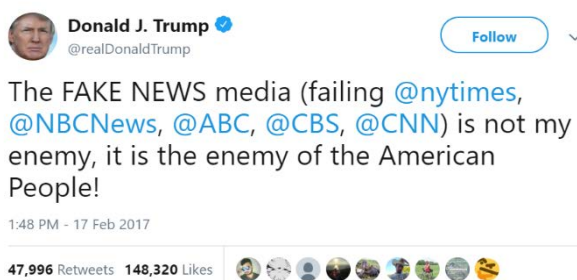 Donald J. Trump
@realDonaldTrump
Follow
The FAKE NEWS media (failing @nytimes,
@NBCNews, @ABC, @CBS, @CNN) is not my
enemy, it is the enemy of the American
People!
1:48 PM - 17 Feb 2017
47,996 Retweets 148,320 Likes